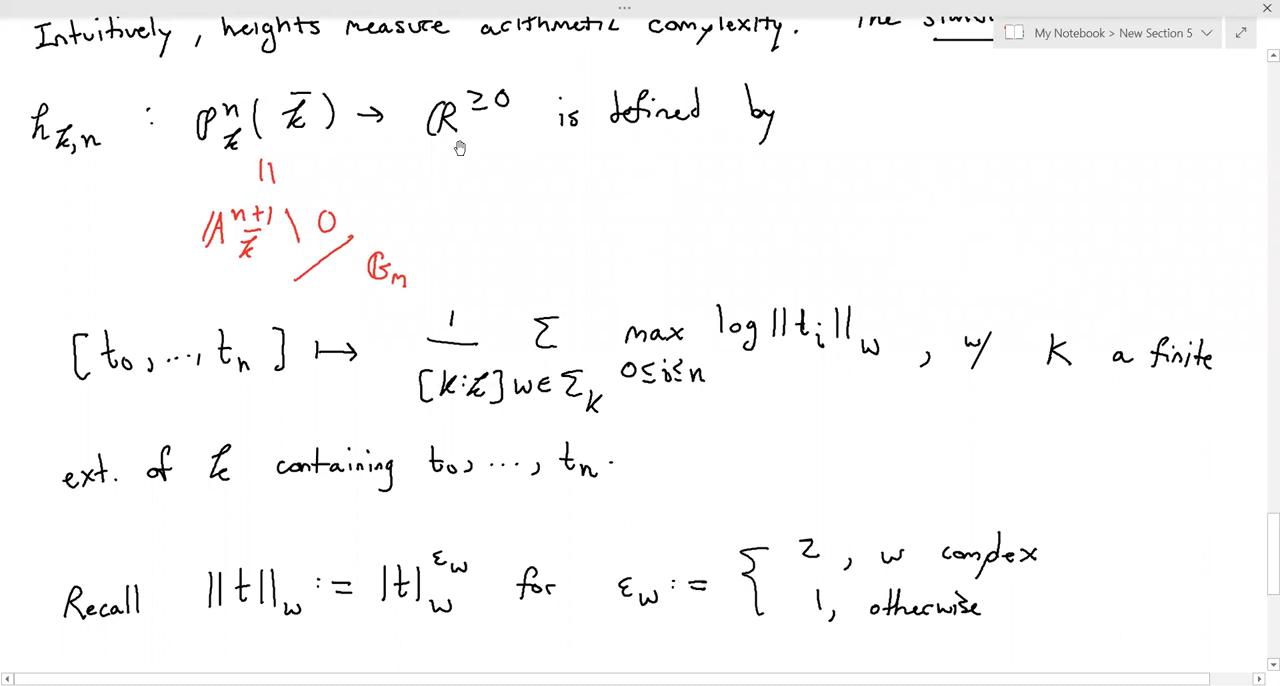 Intuitively, heights measure arithmetic complexity. The
My Notebook > New Section 5
h_{k,n} : ℙ^n_k(k̄) → ℝ^{≥0} is defined by
||
𝔸^{n+1}_{k̄} \ 0 / 𝔾_m
[t_0, ..., t_n] ↦ 1/[K:k] Σ_{w∈Σ_K} max_{0≤i≤n} log ||t_i||_w , w/ K a finite
ext. of k containing t_0, ..., t_n.
Recall ||t||_w := |t|_w^{ε_w} for ε_w := { 2, w complex
1, otherwise